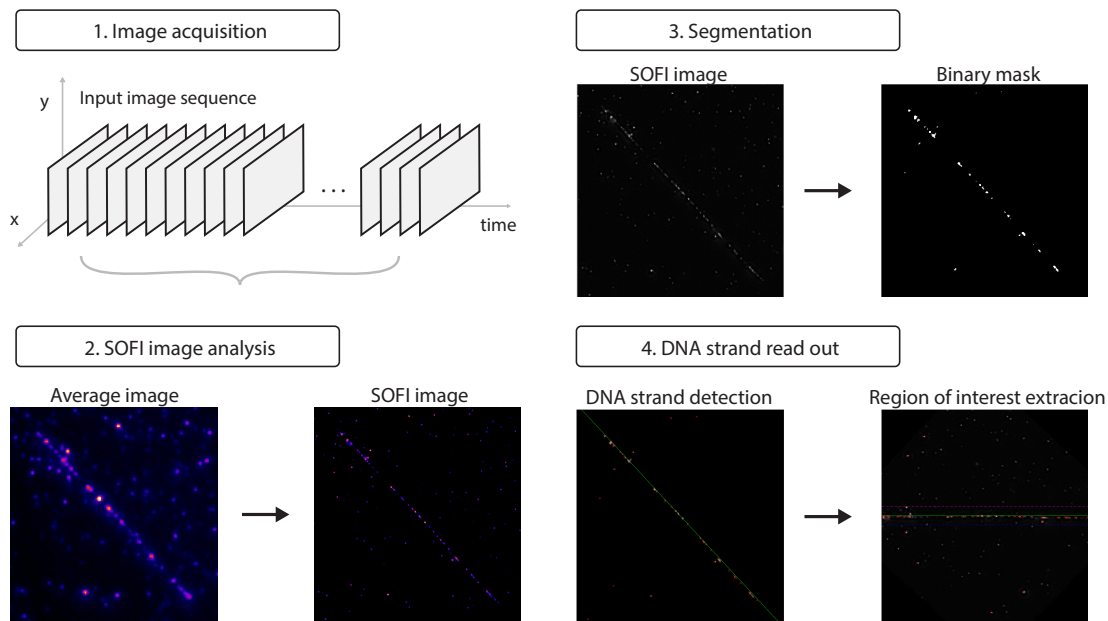 1. Image acquisition
y
Input image sequence
...
x
time
2. SOFI image analysis
Average image
SOFI image
3. Segmentation
SOFI image
Binary mask
4. DNA strand read out
DNA strand detection
Region of interest extracion